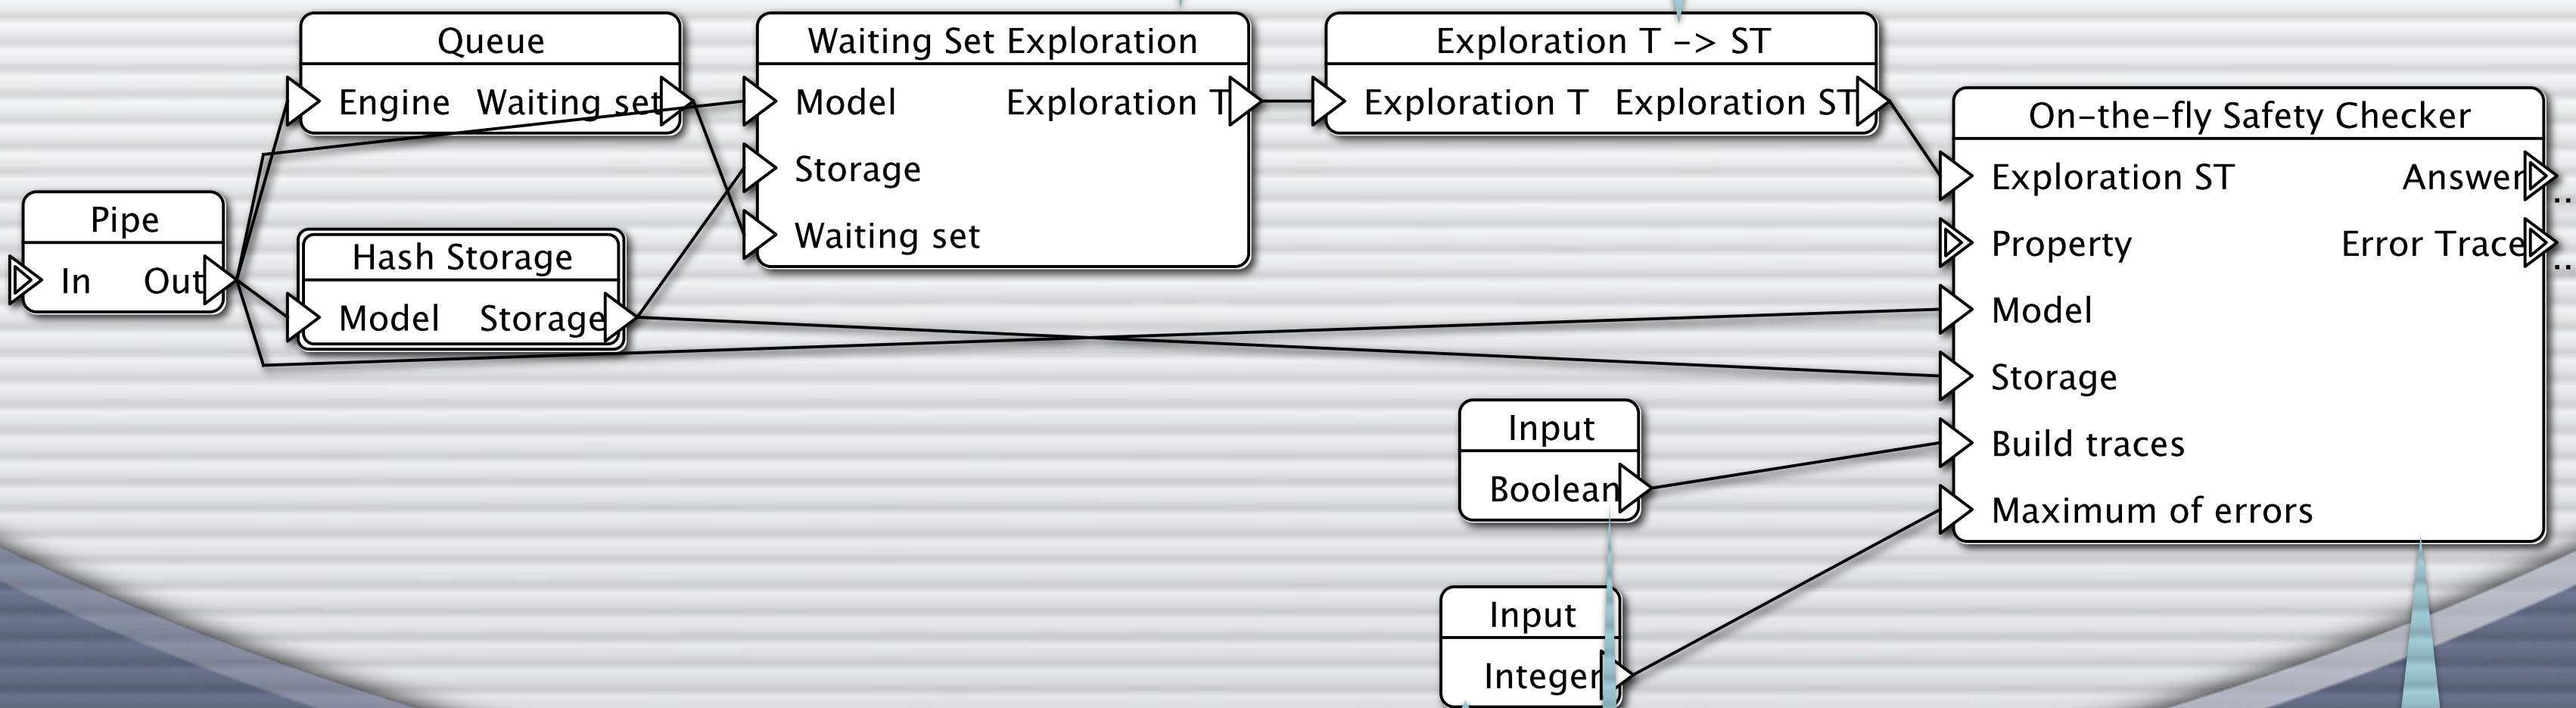 Queue
Engine Waiting set
Waiting Set Exploration
Model Exploration T
Storage
Waiting set
Exploration T -> ST
Exploration T Exploration ST
On-the-fly Safety Checker
Exploration ST Answer
..
Property Error Trace
..
Model
Storage
Build traces
Maximum of errors
Pipe
In Out
Hash Storage
Model Storage
Input
Boolean
Input
Integer